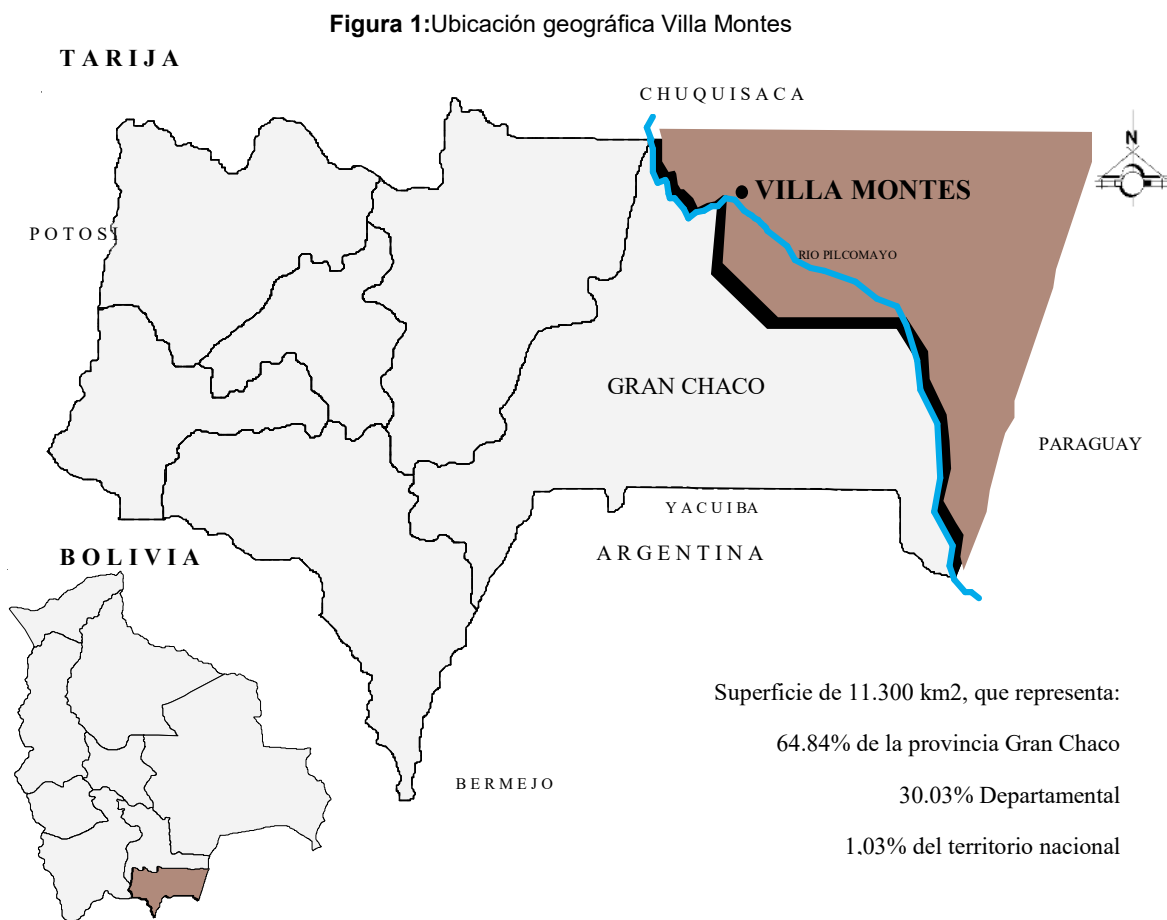 Figura 1:Ubicación geográfica Villa Montes
TARIJA
CHUQUISACA
N
VILLA MONTES
POTOSI
RIO PILCOMAYO
GRAN CHACO
PARAGUAY
YACUIBA
BOLIVIA
ARGENTINA
Superficie de 11.300 km2, que representa:
64.84% de la provincia Gran Chaco
BERMEJO
30.03% Departamental
1,03% del territorio nacional